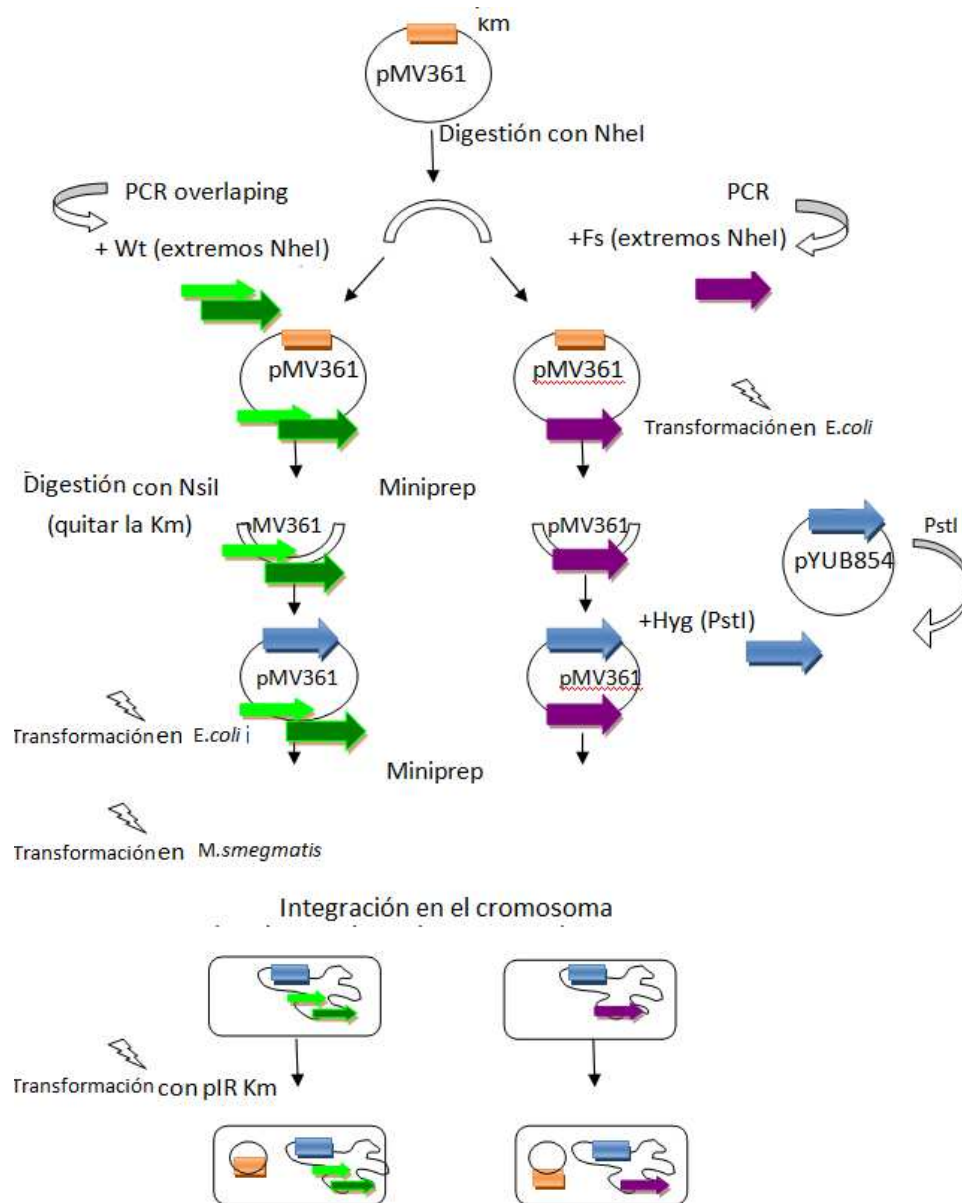 km
pMV361
Digestión con NheI
PCR overlaping
PCR
+ Wt (extremos NheI)
+Fs (extremos NheI)
pMV361
pMV361
Transformación en E.coli
Digestión con NsiI
Miniprep
(quitar la Km)
pMV361
pMV361
PstI
pYUB854
+Hyg (PstI)
pMV361
pMV361
Transformación en E.coli i
Miniprep
Transformación en M.smegmatis
Integración en el cromosoma
Transformación con pIR Km